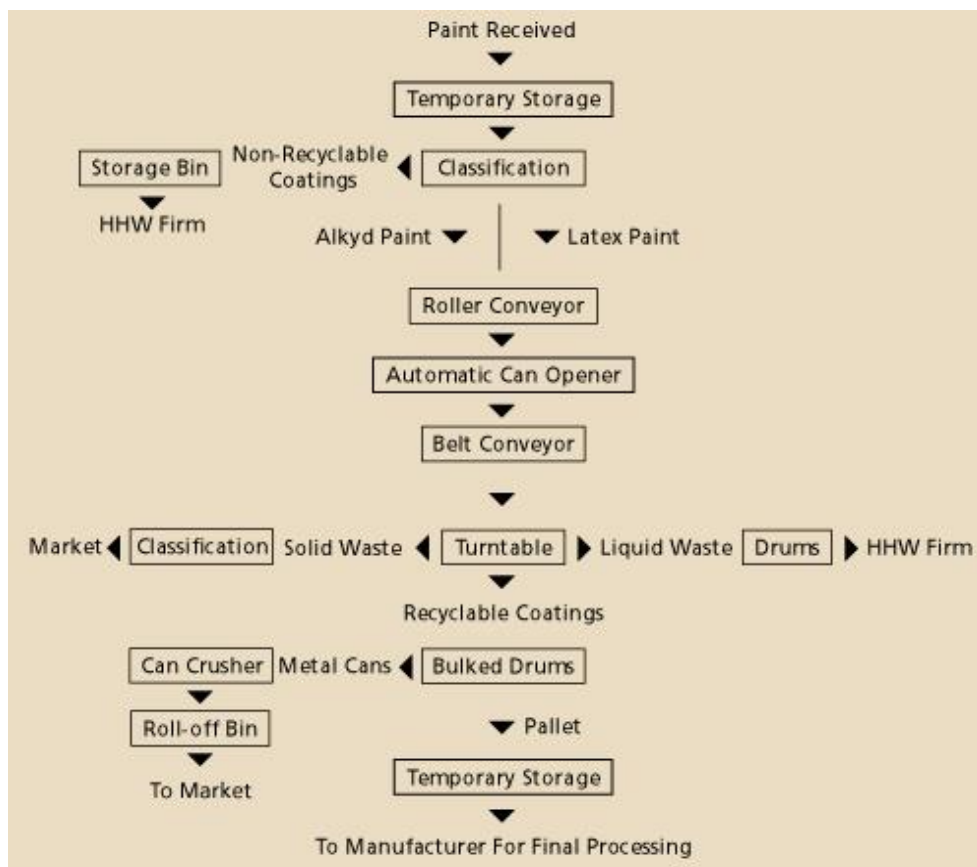 Paint Received
Temporary Storage
Storage Bin
Non-Recyclable
Coatings
Classification
HHW Firm
Alkyd Paint
Latex Paint
Roller Conveyor
Automatic Can Opener
Belt Conveyor
Market
Classification
Solid Waste
Turntable
Liquid Waste
Drums
HHW Firm
Recyclable Coatings
Can Crusher
Metal Cans
Bulked Drums
Roll-off Bin
Pallet
To Market
Temporary Storage
To Manufacturer For Final Processing